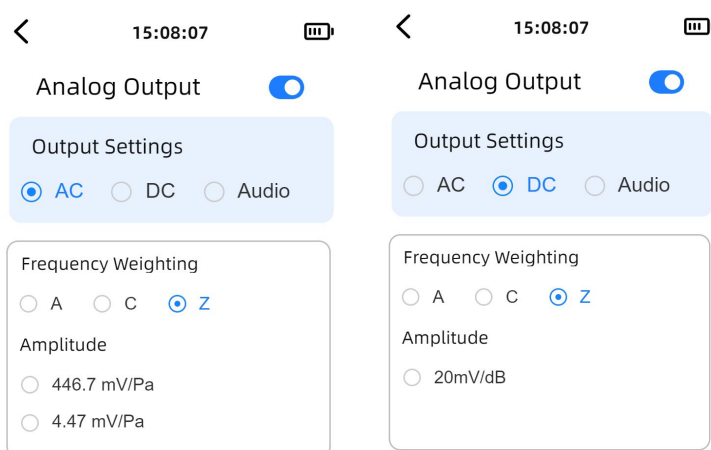 15:08:07
Analog Output
Output Settings
AC DC Audio
Frequency Weighting
A C Z
Amplitude
446.7 mV/Pa
4.47 mV/Pa
15:08:07
Analog Output
Output Settings
AC DC Audio
Frequency Weighting
A C Z
Amplitude
20mV/dB